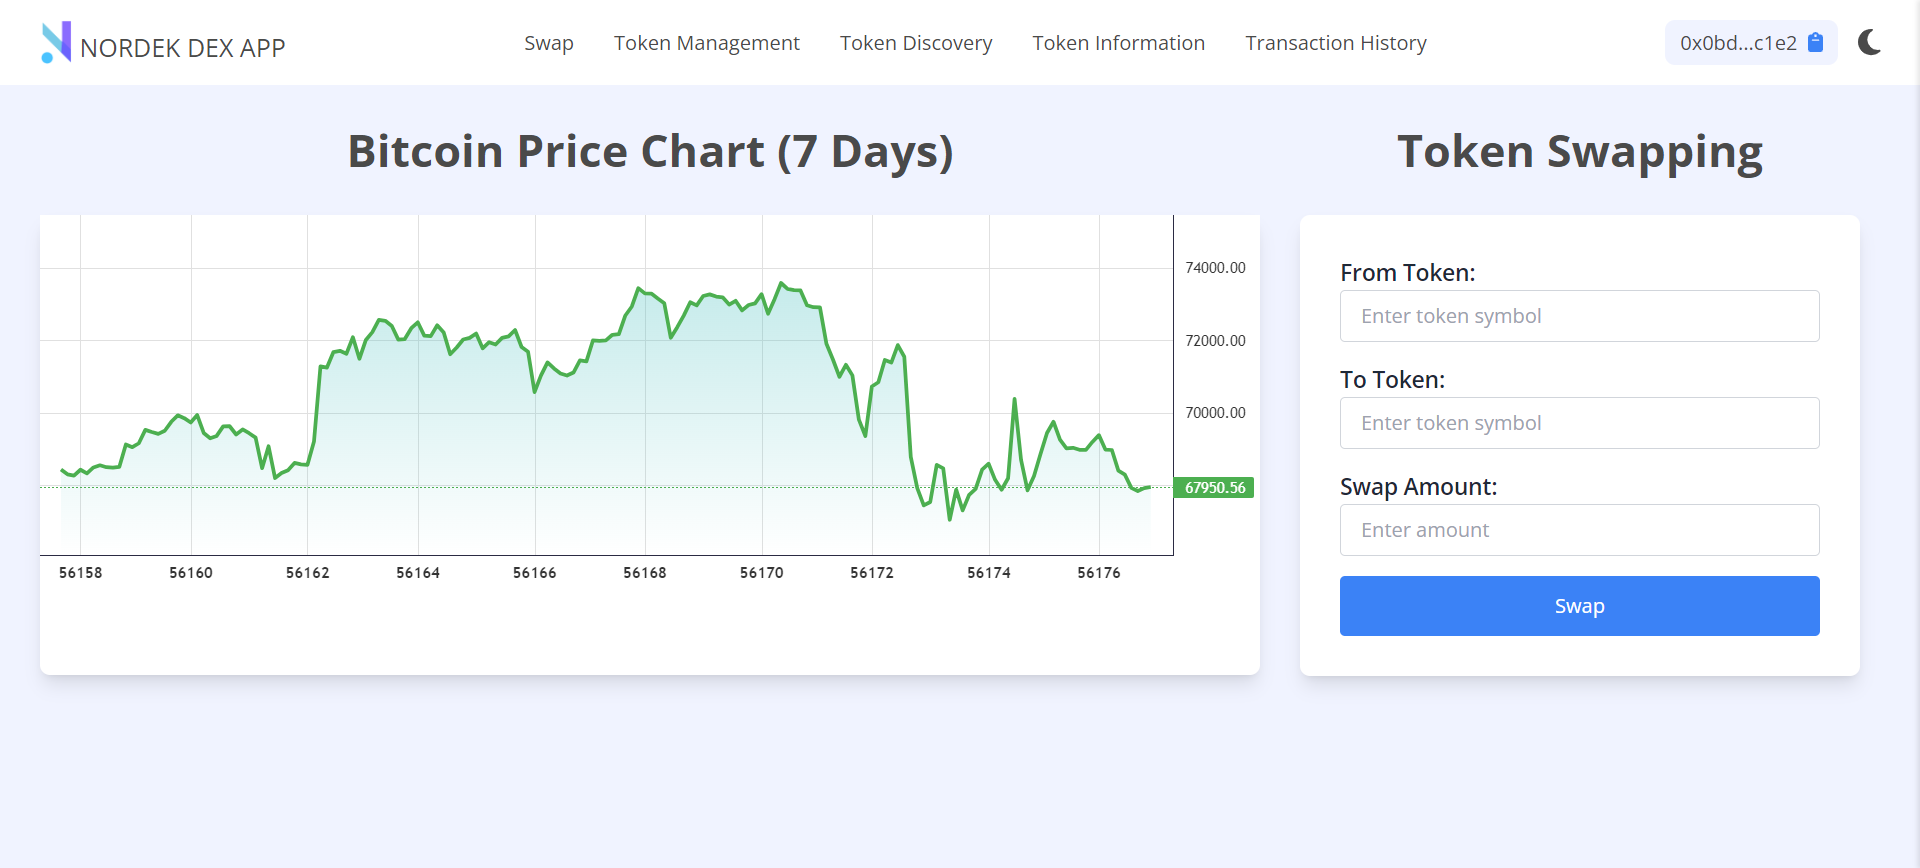 NORDEK DEX APP
Swap
Token Management
Token Discovery
Token Information
Transaction History
0x0bd...c1e2
Bitcoin Price Chart (7 Days)
74000.00
72000.00
70000.00
67950.56
56158 56160 56162 56164 56166 56168 56170 56172 56174 56176
Token Swapping
From Token:
Enter token symbol
To Token:
Enter token symbol
Swap Amount:
Enter amount
Swap